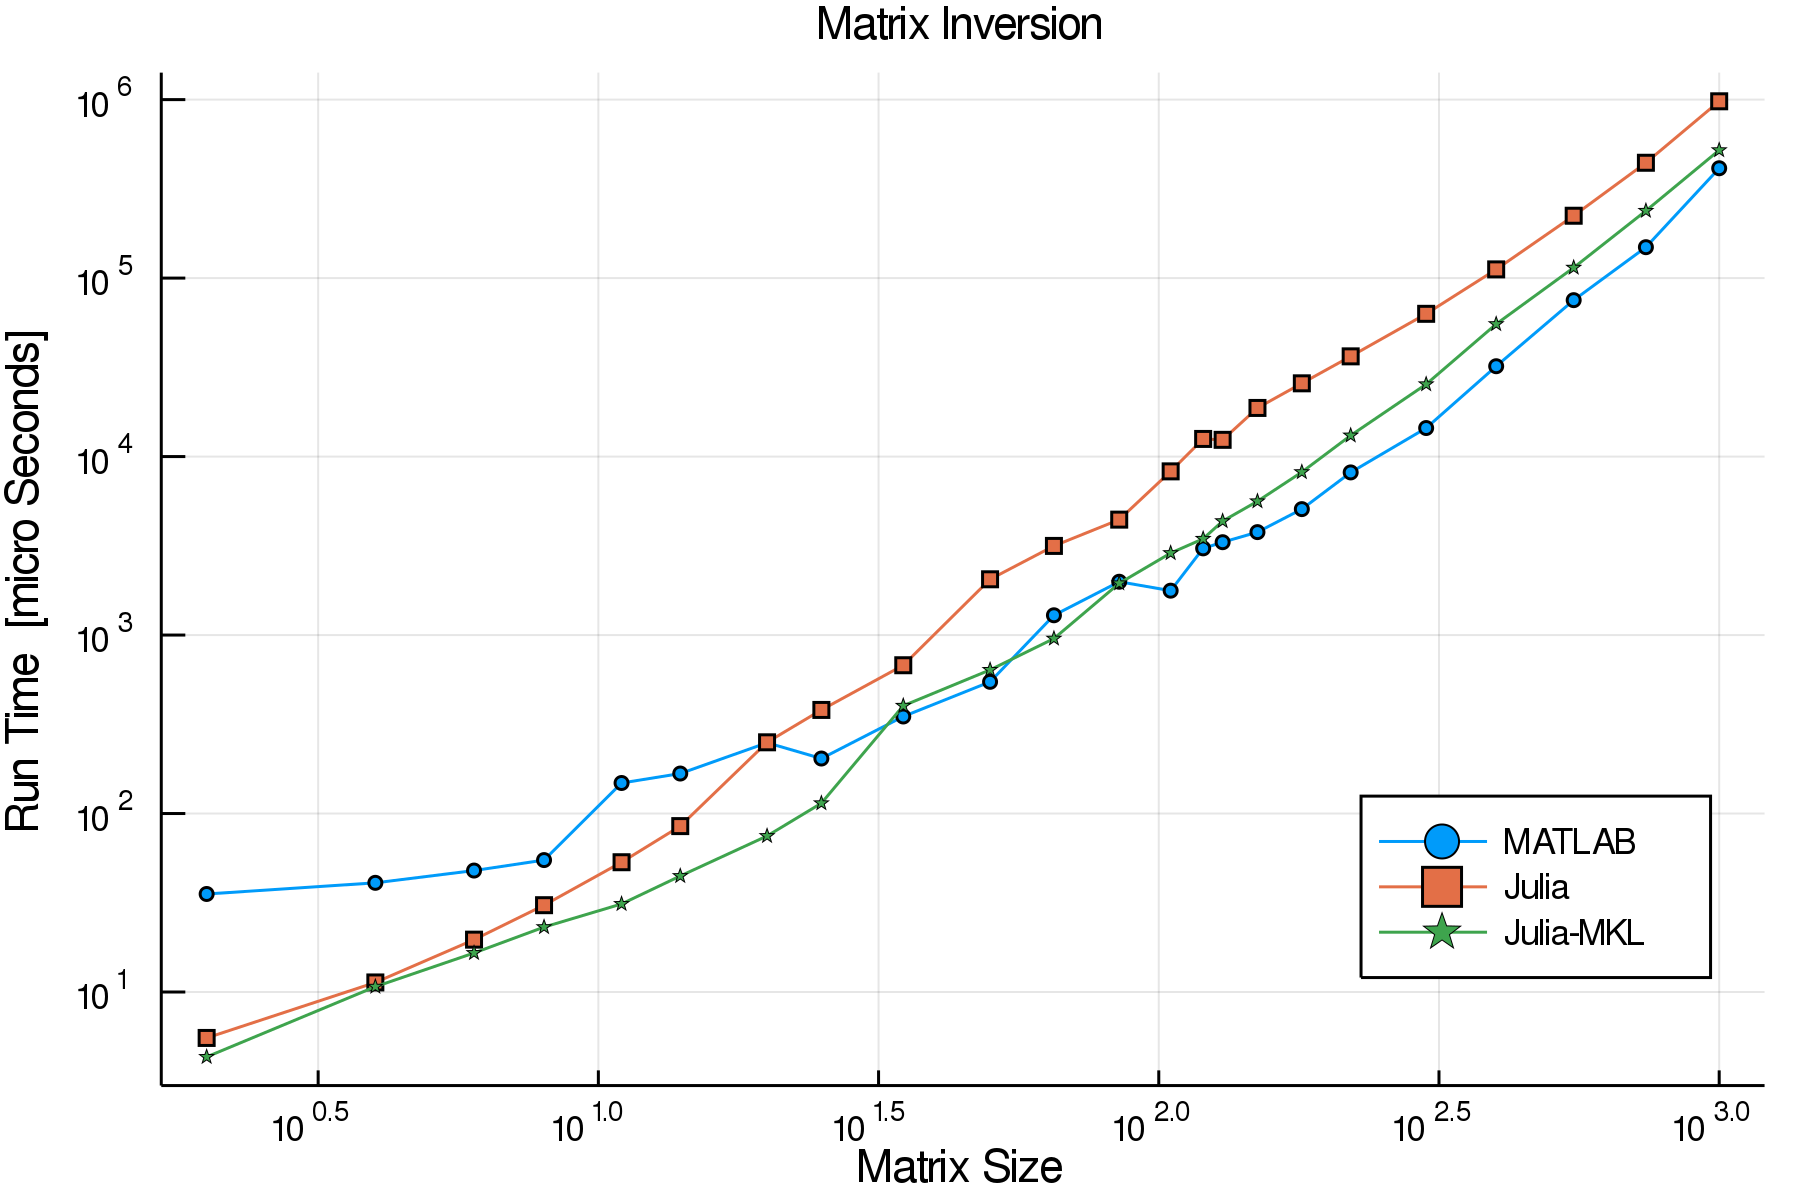 Matrix Inversion
Run Time [micro Seconds]
10^6
10^5
10^4
10^3
10^2
10^1
10^0.5 10^1.0 10^1.5 10^2.0 10^2.5 10^3.0
Matrix Size
MATLAB
Julia
Julia-MKL